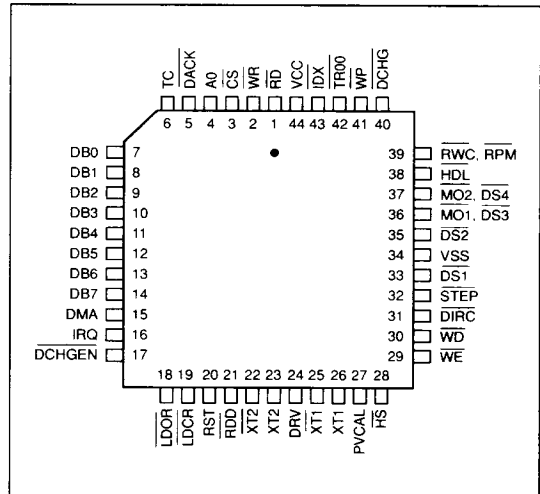 TC DACK A0 CS WR RD VCC IDX TR00 WP DCHG
6 5 4 3 2 1 44 43 42 41 40
DB0 7
DB1 8
DB2 9
DB3 10
DB4 11
DB5 12
DB6 13
DB7 14
DMA 15
IRQ 16
DCHGEN 17
39 RWC, RPM
38 HDL
37 MO2, DS4
36 MO1, DS3
35 DS2
34 VSS
33 DS1
32 STEP
31 DIRC
30 WD
29 WE
18 19 20 21 22 23 24 25 26 27 28
LDOR LDCR RST RDD XT2 XT2 DRV XT1 XT1 PVCAL HS